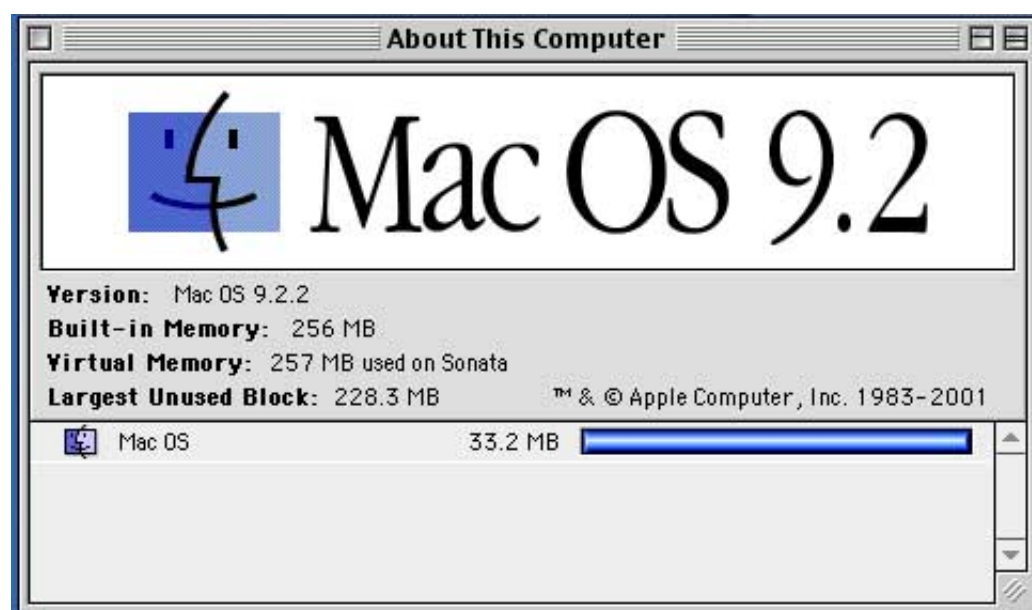 About This Computer
Mac OS 9.2
Version: Mac OS 9.2.2
Built-in Memory: 256 MB
Virtual Memory: 257 MB used on Sonata
Largest Unused Block: 228.3 MB ™ & © Apple Computer, Inc. 1983-2001
Mac OS 33.2 MB